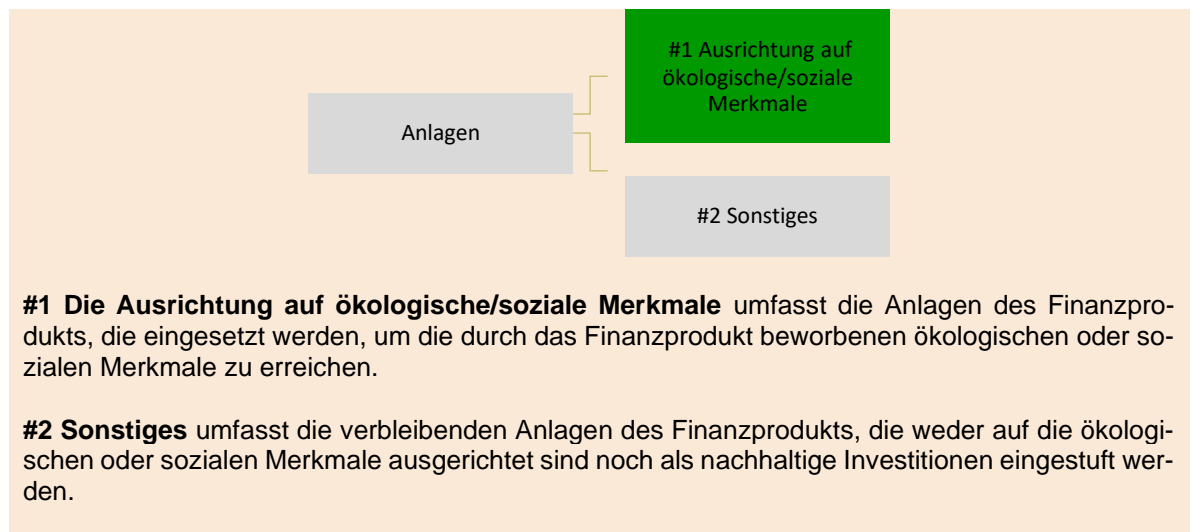 #1 Ausrichtung auf
ökologische/soziale
Merkmale
Anlagen
#2 Sonstiges
#1 Die Ausrichtung auf ökologische/soziale Merkmale umfasst die Anlagen des Finanzpro-
dukts, die eingesetzt werden, um die durch das Finanzprodukt beworbenen ökologischen oder so-
zialen Merkmale zu erreichen.
#2 Sonstiges umfasst die verbleibenden Anlagen des Finanzprodukts, die weder auf die ökologi-
schen oder sozialen Merkmale ausgerichtet sind noch als nachhaltige Investitionen eingestuft wer-
den.